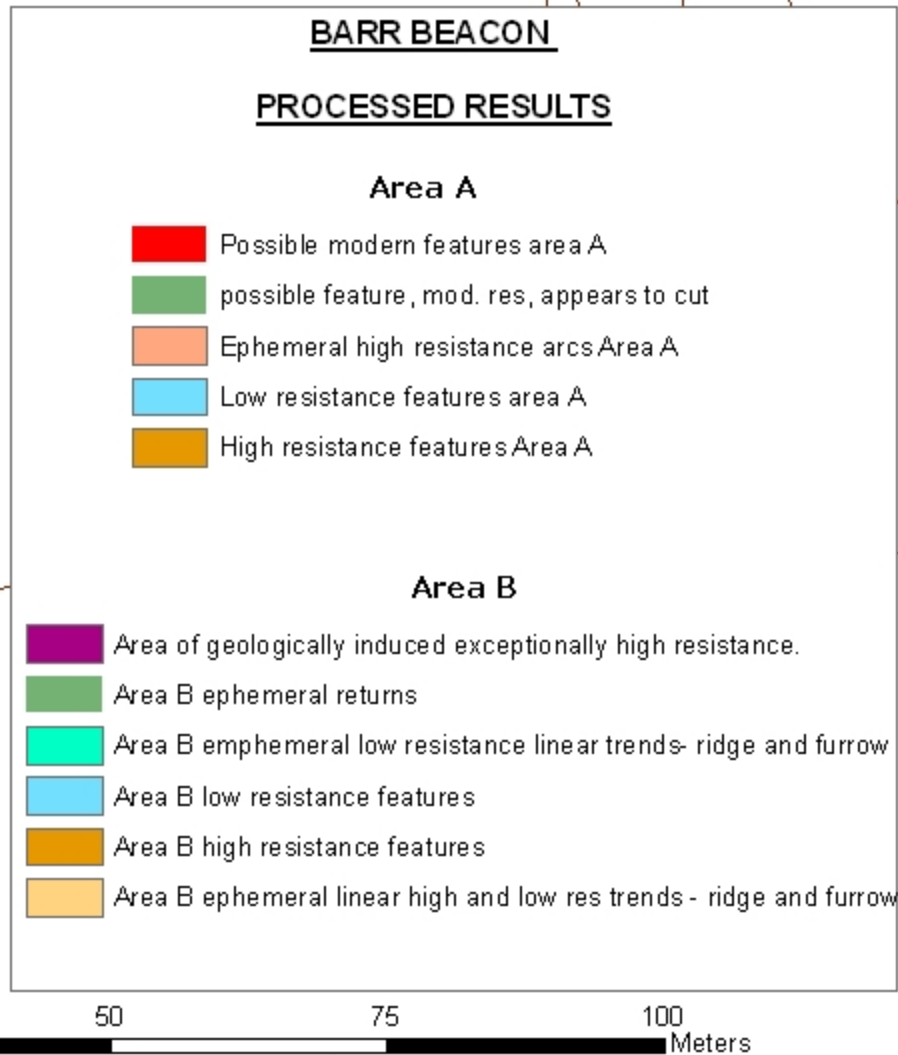 BARR BEACON
PROCESSED RESULTS
Area A
Possible modern features area A
possible feature, mod. res, appears to cut
Ephemeral high resistance arcs Area A
Low resistance features area A
High resistance features Area A
Area B
Area of geologically induced exceptionally high resistance.
Area B ephemeral returns
Area B emphemeral low resistance linear trends- ridge and furrow
Area B low resistance features
Area B high resistance features
Area B ephemeral linear high and low res trends - ridge and furrow
50 75 100
Meters